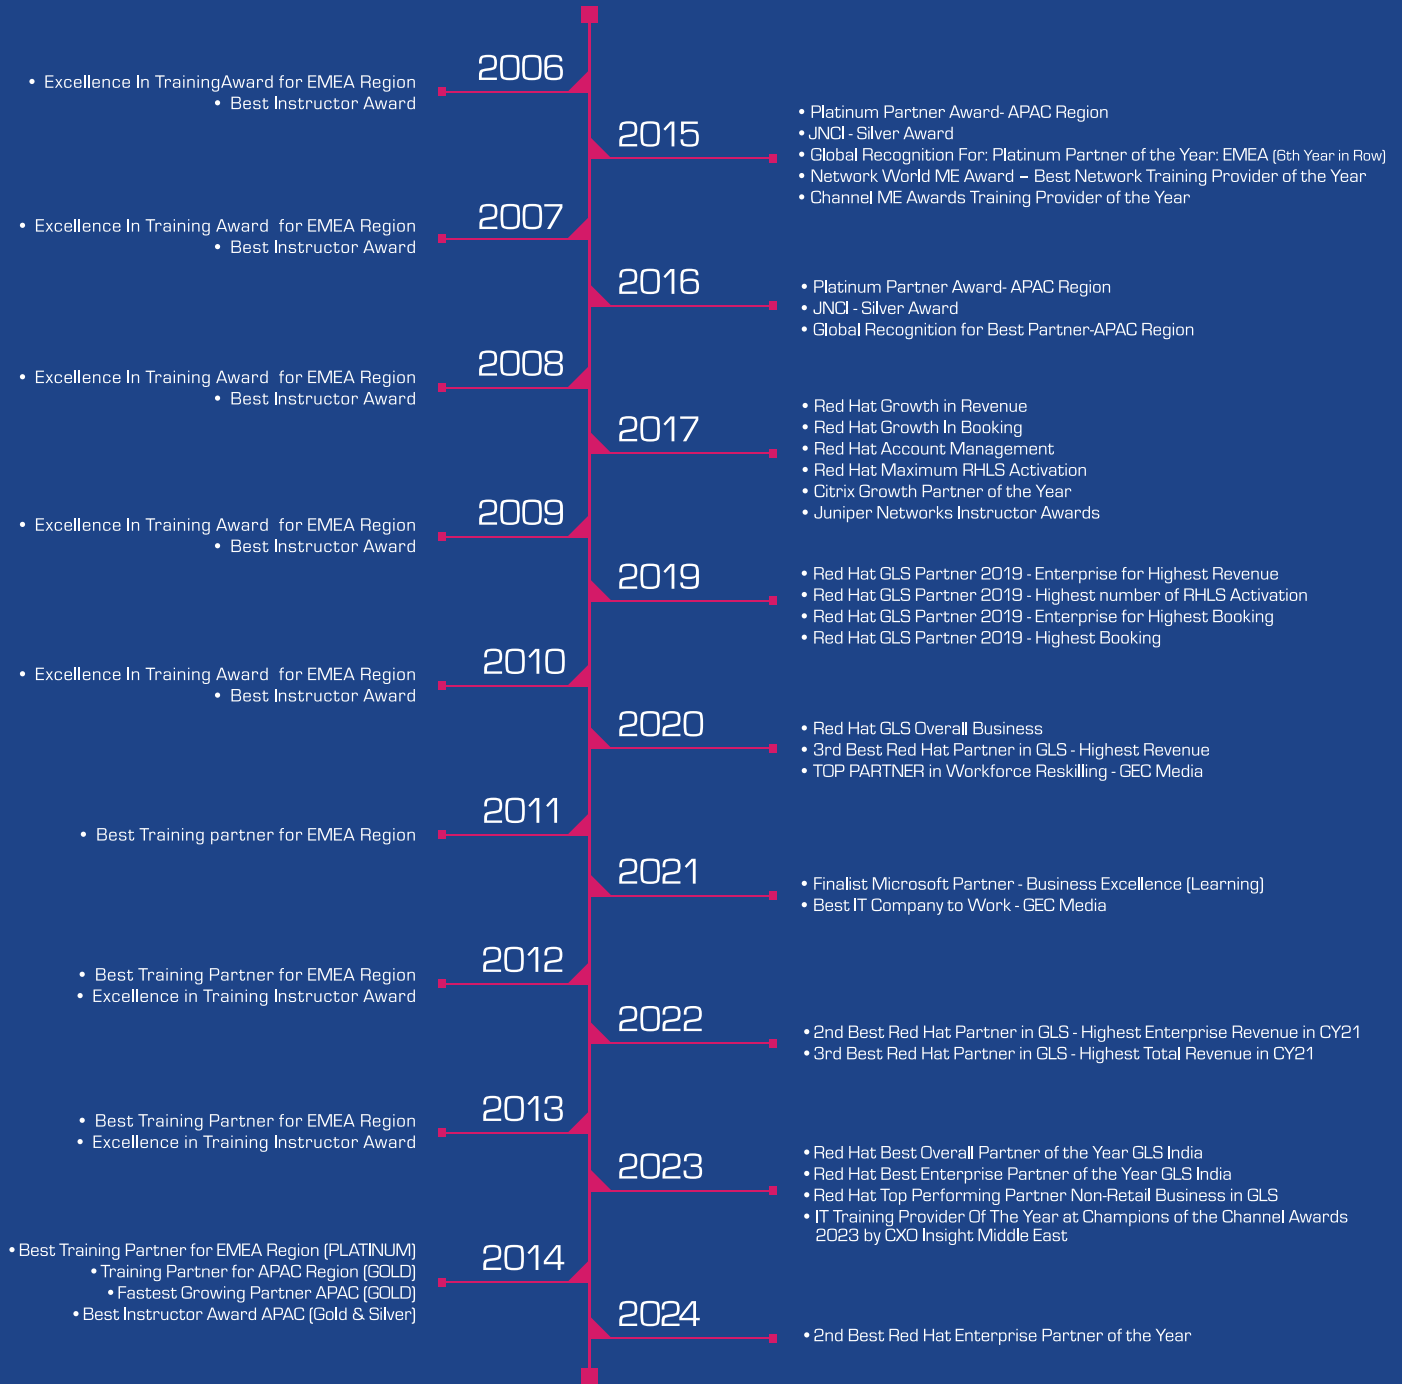 2006
• Excellence In TrainingAward for EMEA Region
• Best Instructor Award
2007
• Excellence In Training Award for EMEA Region
• Best Instructor Award
2008
• Excellence In Training Award for EMEA Region
• Best Instructor Award
2009
• Excellence In Training Award for EMEA Region
• Best Instructor Award
2010
• Excellence In Training Award for EMEA Region
• Best Instructor Award
2011
• Best Training partner for EMEA Region
2012
• Best Training Partner for EMEA Region
• Excellence in Training Instructor Award
2013
• Best Training Partner for EMEA Region
• Excellence in Training Instructor Award
2014
• Best Training Partner for EMEA Region (PLATINUM)
• Training Partner for APAC Region (GOLD)
• Fastest Growing Partner APAC (GOLD)
• Best Instructor Award APAC (Gold & Silver)
2015
• Platinum Partner Award- APAC Region
• JNCI - Silver Award
• Global Recognition For: Platinum Partner of the Year: EMEA (6th Year in Row)
• Network World ME Award – Best Network Training Provider of the Year
• Channel ME Awards Training Provider of the Year
2016
• Platinum Partner Award- APAC Region
• JNCI - Silver Award
• Global Recognition for Best Partner-APAC Region
2017
• Red Hat Growth in Revenue
• Red Hat Growth In Booking
• Red Hat Account Management
• Red Hat Maximum RHLS Activation
• Citrix Growth Partner of the Year
• Juniper Networks Instructor Awards
2019
• Red Hat GLS Partner 2019 - Enterprise for Highest Revenue
• Red Hat GLS Partner 2019 - Highest number of RHLS Activation
• Red Hat GLS Partner 2019 - Enterprise for Highest Booking
• Red Hat GLS Partner 2019 - Highest Booking
2020
• Red Hat GLS Overall Business
• 3rd Best Red Hat Partner in GLS - Highest Revenue
• TOP PARTNER in Workforce Reskilling - GEC Media
2021
• Finalist Microsoft Partner - Business Excellence (Learning)
• Best IT Company to Work - GEC Media
2022
• 2nd Best Red Hat Partner in GLS - Highest Enterprise Revenue in CY21
• 3rd Best Red Hat Partner in GLS - Highest Total Revenue in CY21
2023
• Red Hat Best Overall Partner of the Year GLS India
• Red Hat Best Enterprise Partner of the Year GLS India
• Red Hat Top Performing Partner Non-Retail Business in GLS
• IT Training Provider Of The Year at Champions of the Channel Awards
2023 by CXO Insight Middle East
2024
• 2nd Best Red Hat Enterprise Partner of the Year